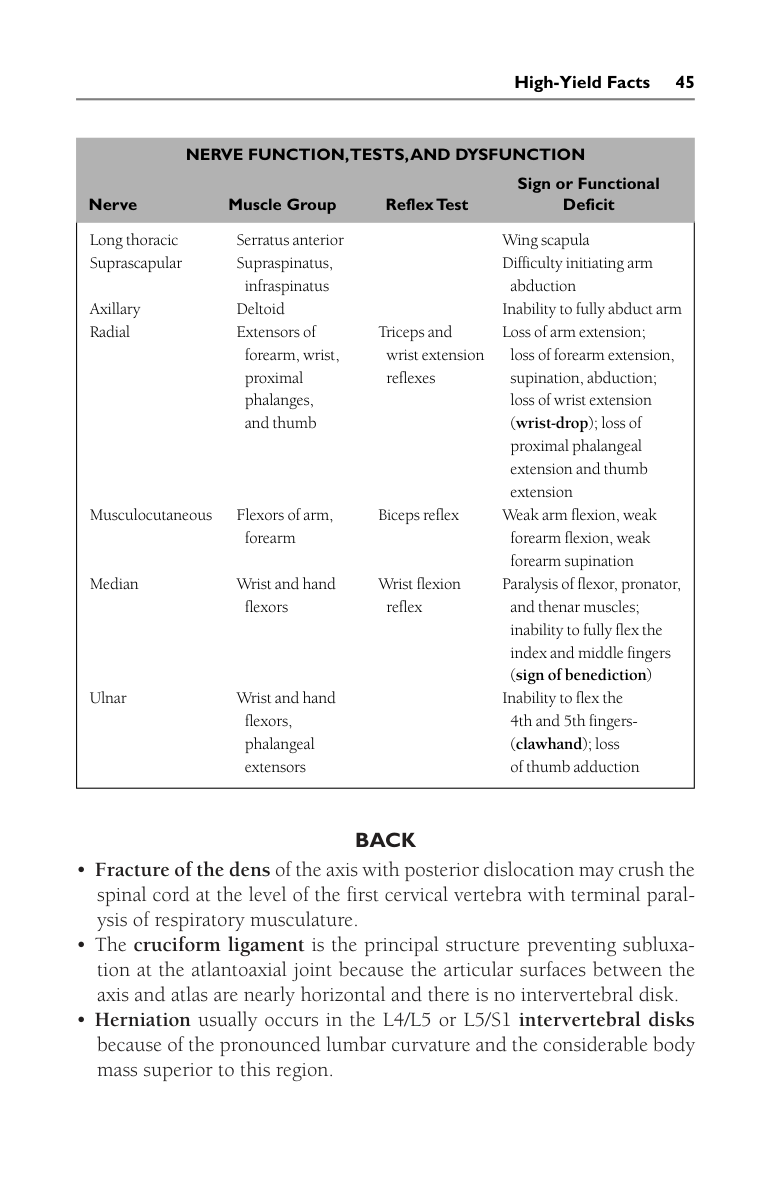 High-Yield Facts 45
NERVE FUNCTION, TESTS, AND DYSFUNCTION
Sign or Functional
Nerve Muscle Group Reflex Test Deficit
Long thoracic Serratus anterior Wing scapula
Suprascapular Supraspinatus, Difficulty initiating arm
infraspinatus abduction
Axillary Deltoid Inability to fully abduct arm
Radial Extensors of Triceps and Loss of arm extension;
forearm, wrist, wrist extension loss of forearm extension,
proximal reflexes supination, abduction;
phalanges, loss of wrist extension
and thumb (wrist-drop); loss of
proximal phalangeal
extension and thumb
extension
Musculocutaneous Flexors of arm, Biceps reflex Weak arm flexion, weak
forearm forearm flexion, weak
forearm supination
Median Wrist and hand Wrist flexion Paralysis of flexor, pronator,
flexors reflex and thenar muscles;
inability to fully flex the
index and middle fingers
(sign of benediction)
Ulnar Wrist and hand Inability to flex the
flexors, 4th and 5th fingers-
phalangeal (clawhand); loss
extensors of thumb adduction
BACK
• Fracture of the dens of the axis with posterior dislocation may crush the
spinal cord at the level of the first cervical vertebra with terminal paral-
ysis of respiratory musculature.
• The cruciform ligament is the principal structure preventing subluxa-
tion at the atlantoaxial joint because the articular surfaces between the
axis and atlas are nearly horizontal and there is no intervertebral disk.
• Herniation usually occurs in the L4/L5 or L5/S1 intervertebral disks
because of the pronounced lumbar curvature and the considerable body
mass superior to this region.